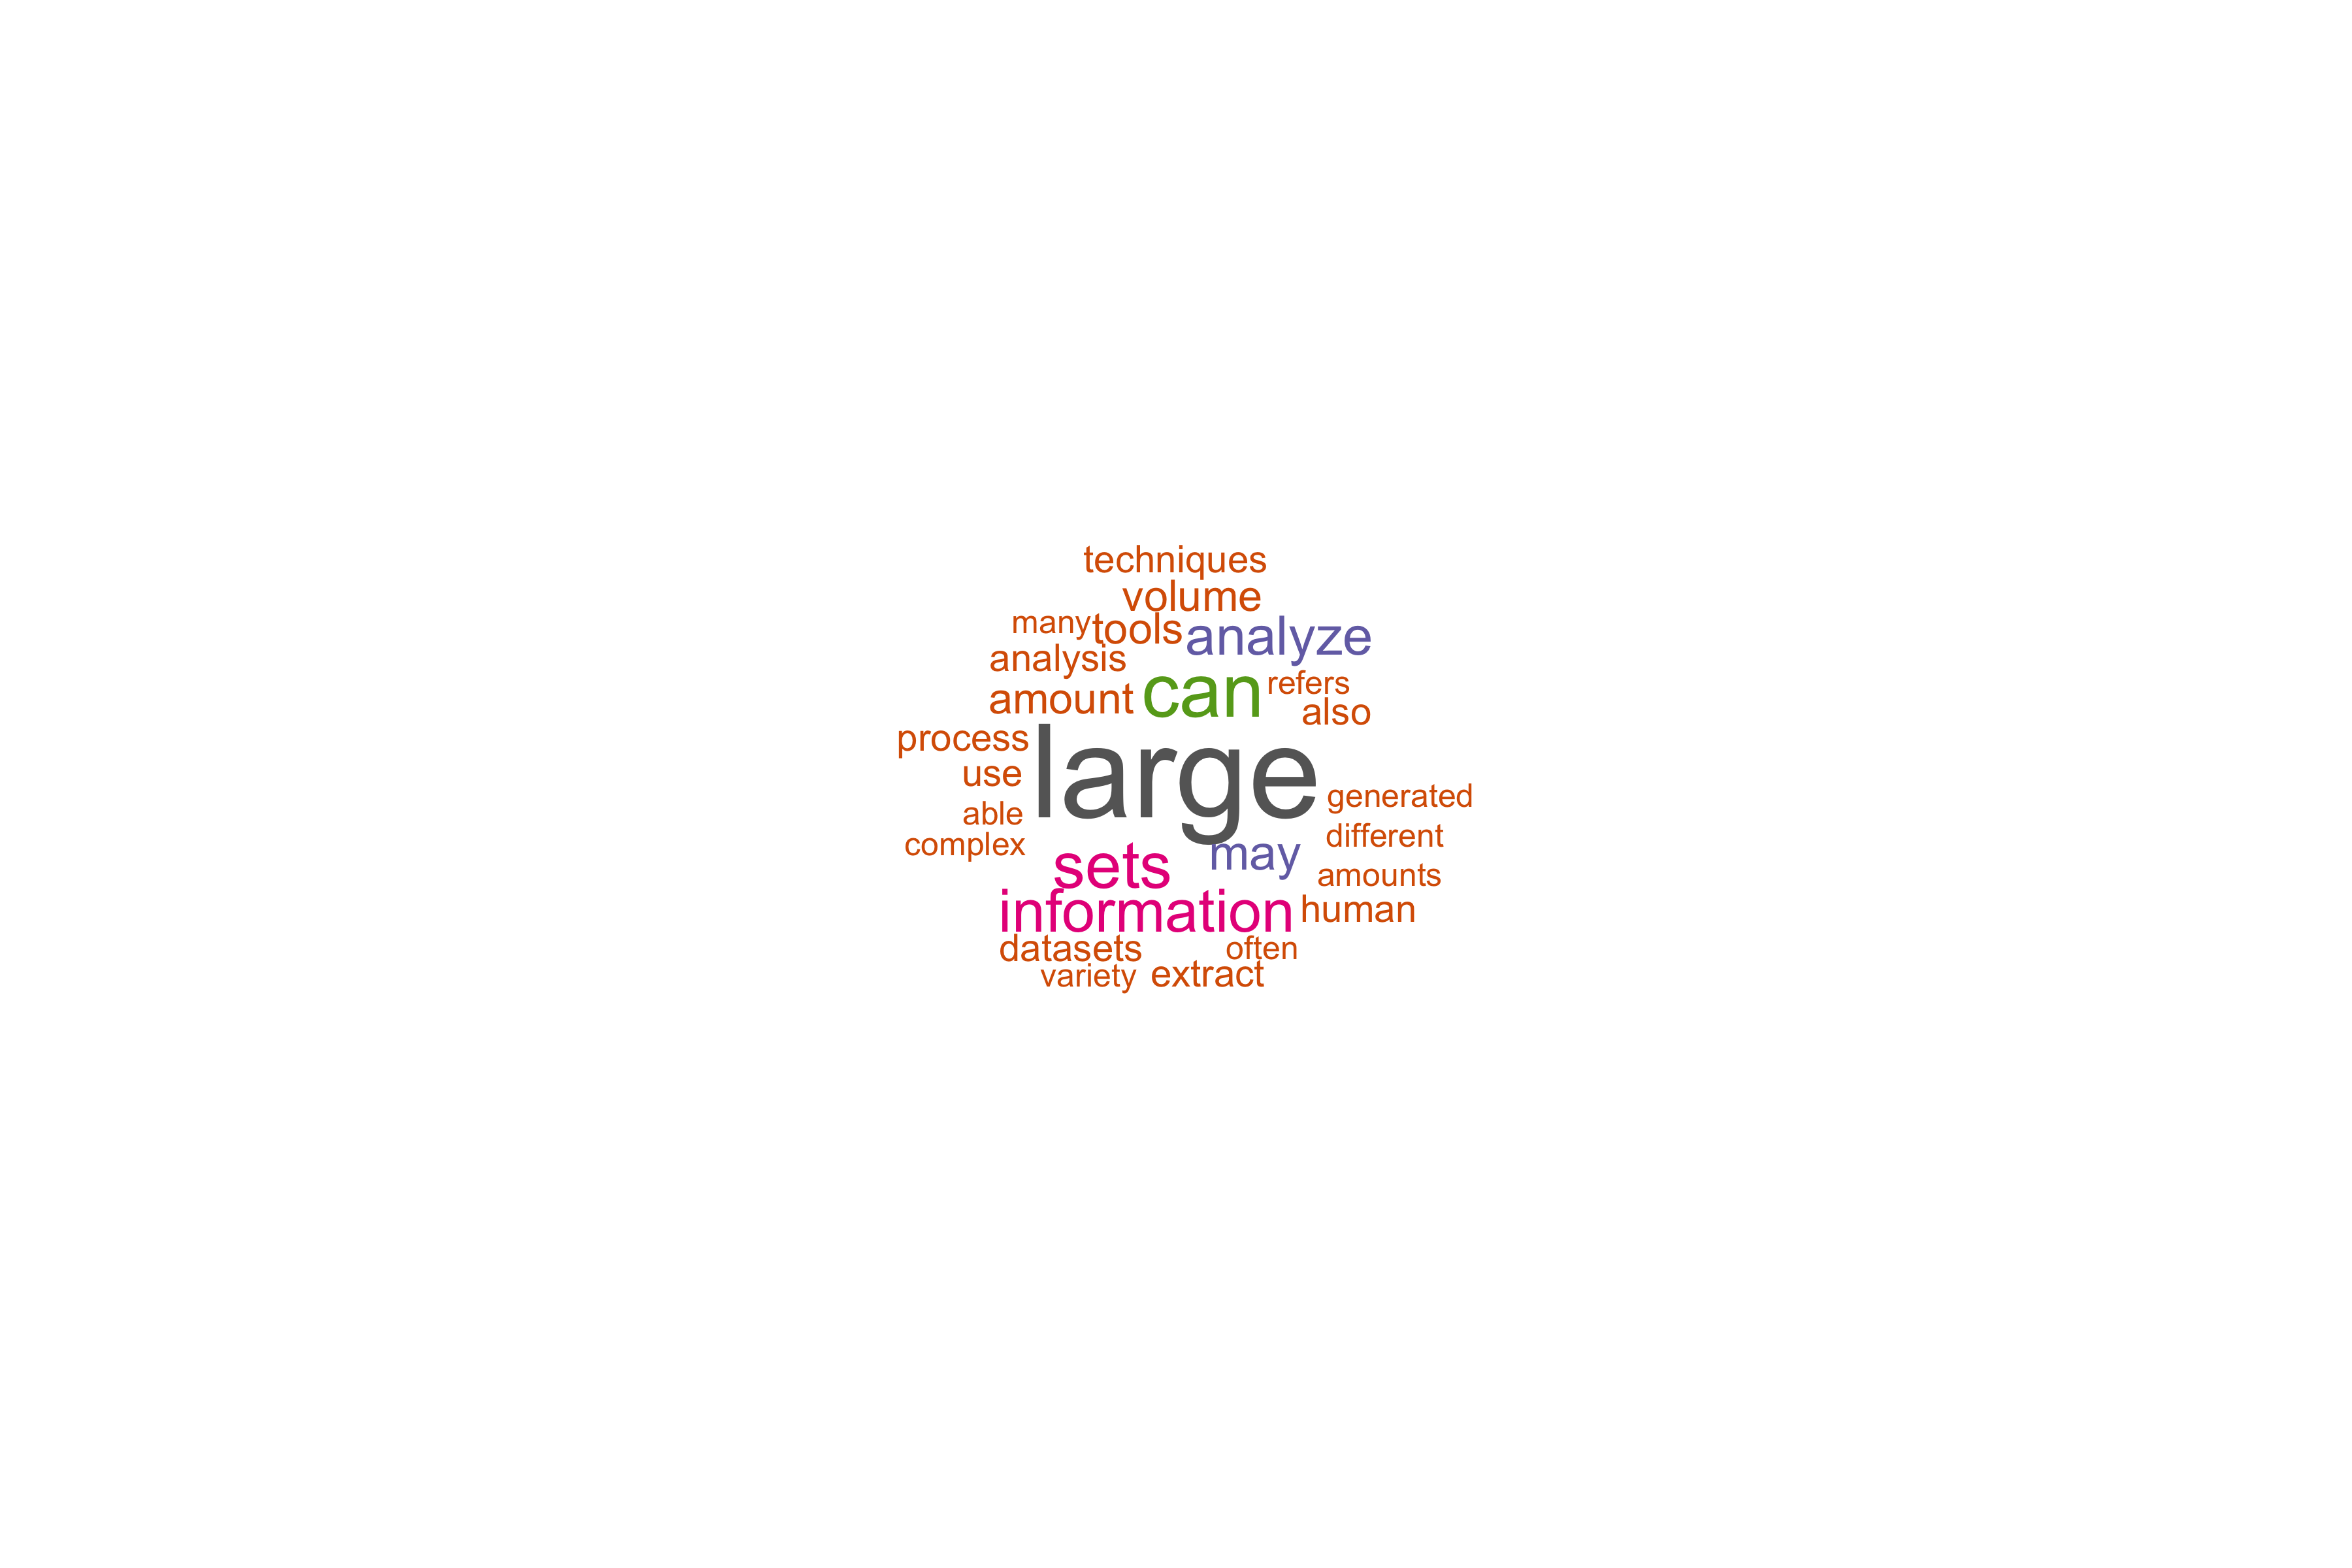 techniques
volume
many tools analyze
analysis
amount can refers
also
process
large
use
generated
able
different
complex
sets may
amounts
information human
datasets often
variety extract